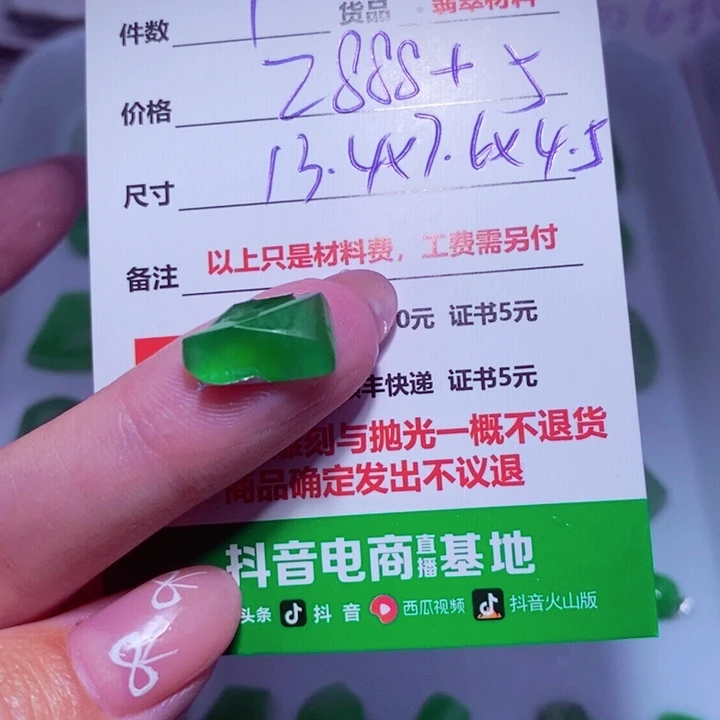 件数 1 货品 翡翠材料
价格 2888+5
尺寸 13.4x7.6x4.5
备注 以上只是材料费，工费需另付
0元 证书5元
丰快递 证书5元
雕刻与抛光一概不退货
商品确定发出不议退
抖音电商直播基地
头条 抖音 西瓜视频 抖音火山版